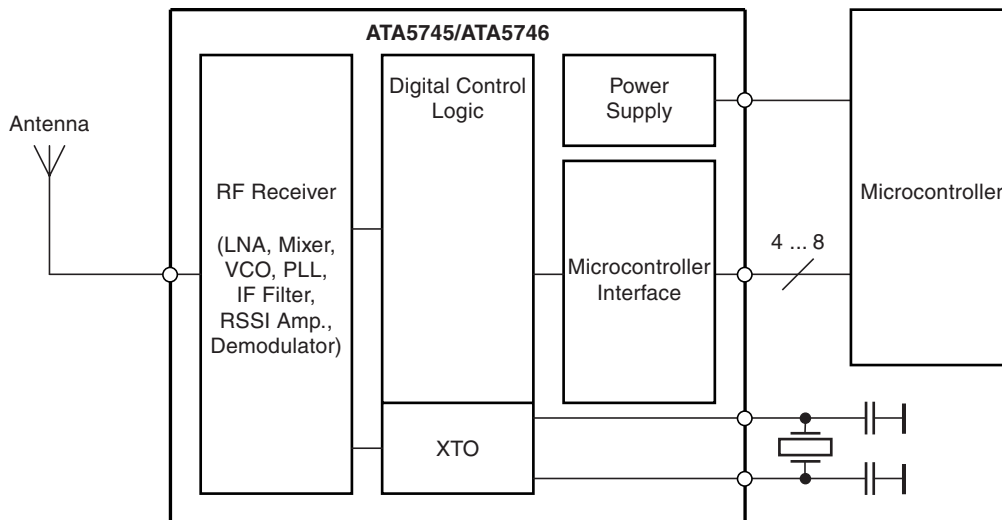 ATA5745/ATA5746
Antenna
RF Receiver
(LNA, Mixer,
VCO, PLL,
IF Filter,
RSSI Amp.,
Demodulator)
Digital Control
Logic
XTO
Power
Supply
Microcontroller
Interface
4 ... 8
Microcontroller